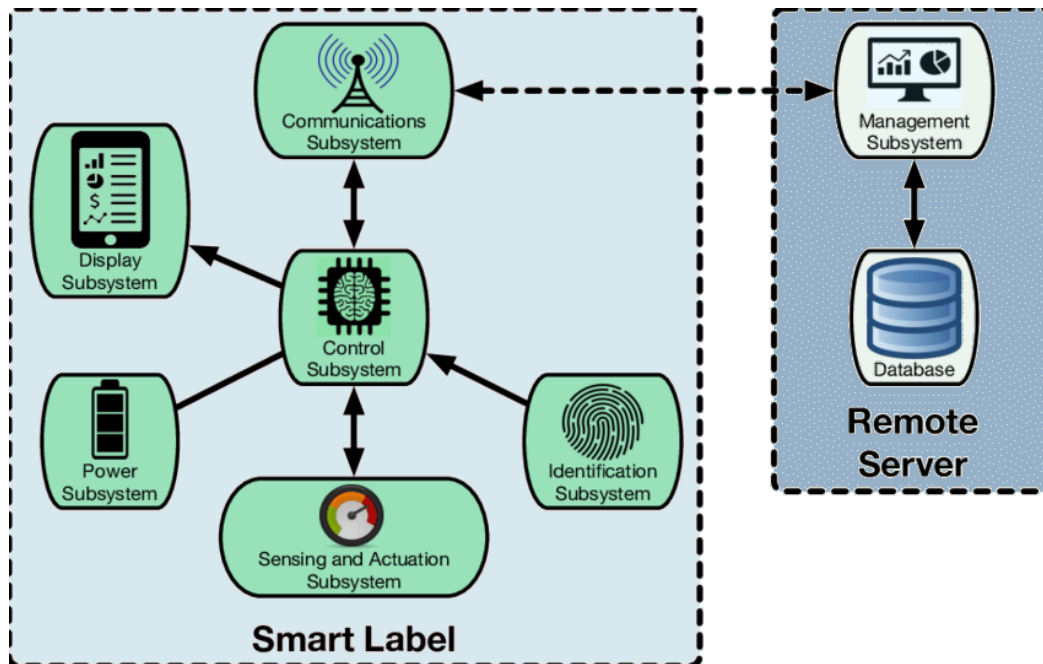 Communications
Subsystem
Management
Subsystem
$
Display
Subsystem
Control
Subsystem
Database
Power
Subsystem
Identification
Subsystem
Remote
Server
Sensing and Actuation
Subsystem
Smart Label